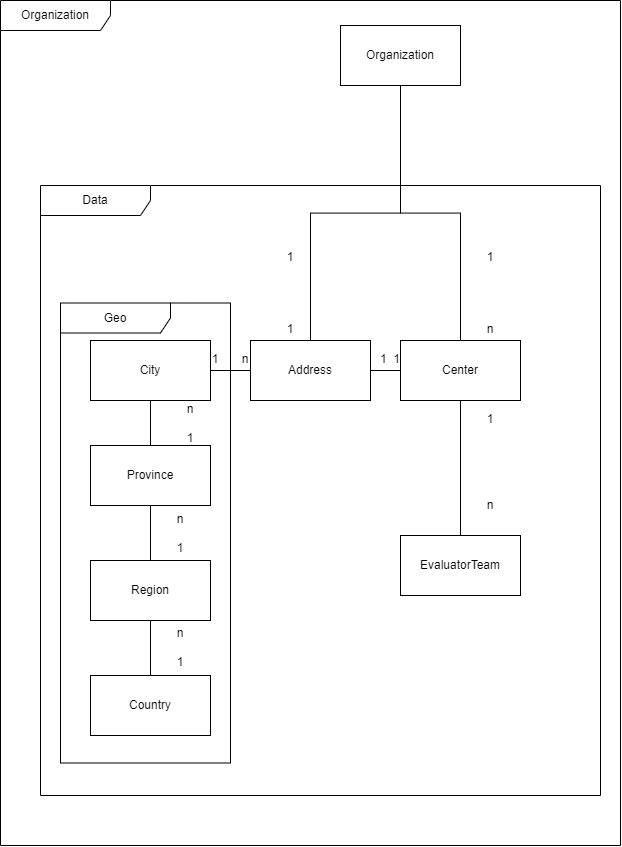 Organization
Organization
Data
1 1
1 n
Geo
City 1 n Address 1 1 Center
n 1
1
Province
n n
1 EvaluatorTeam
Region
n
1
Country